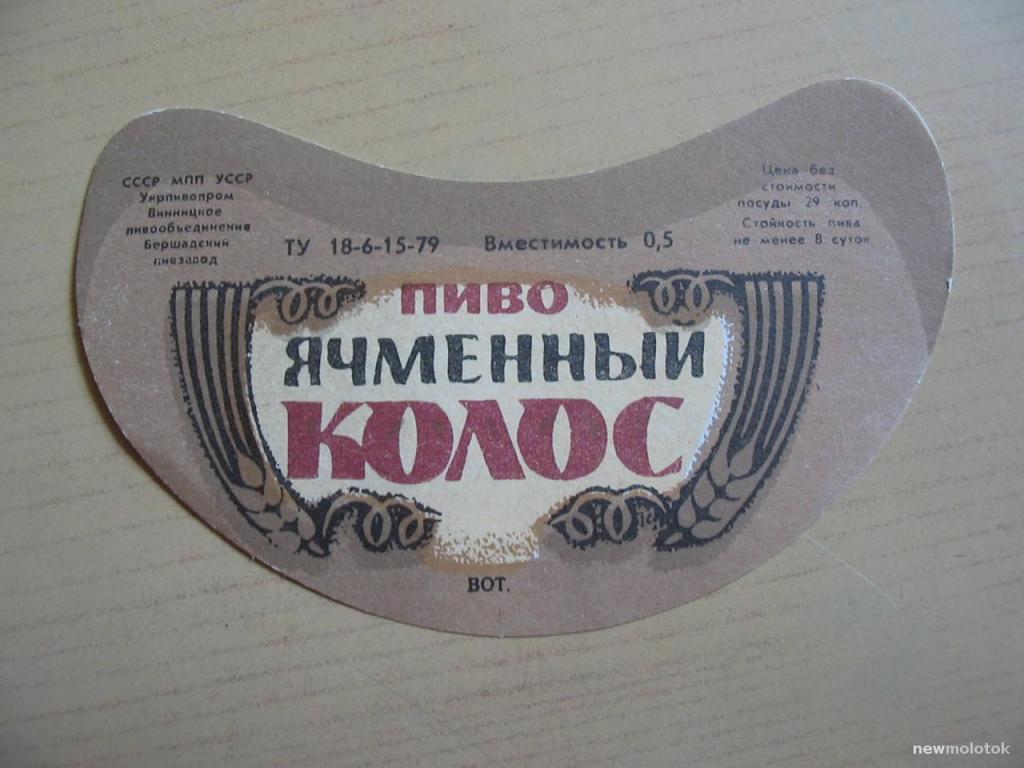 СССР МПП УССР
Укрпивопром
Винницкое
пивообъединение
Бершадский
пивзавод
ТУ 18-6-15-79 Вместимость 0,5
Цена без
стоимости
посуды 29 коп.
Стойкость пива
не менее 8 суток
ПИВО
ЯЧМЕННЫЙ
КОЛОС
ВОТ.
newmolotok